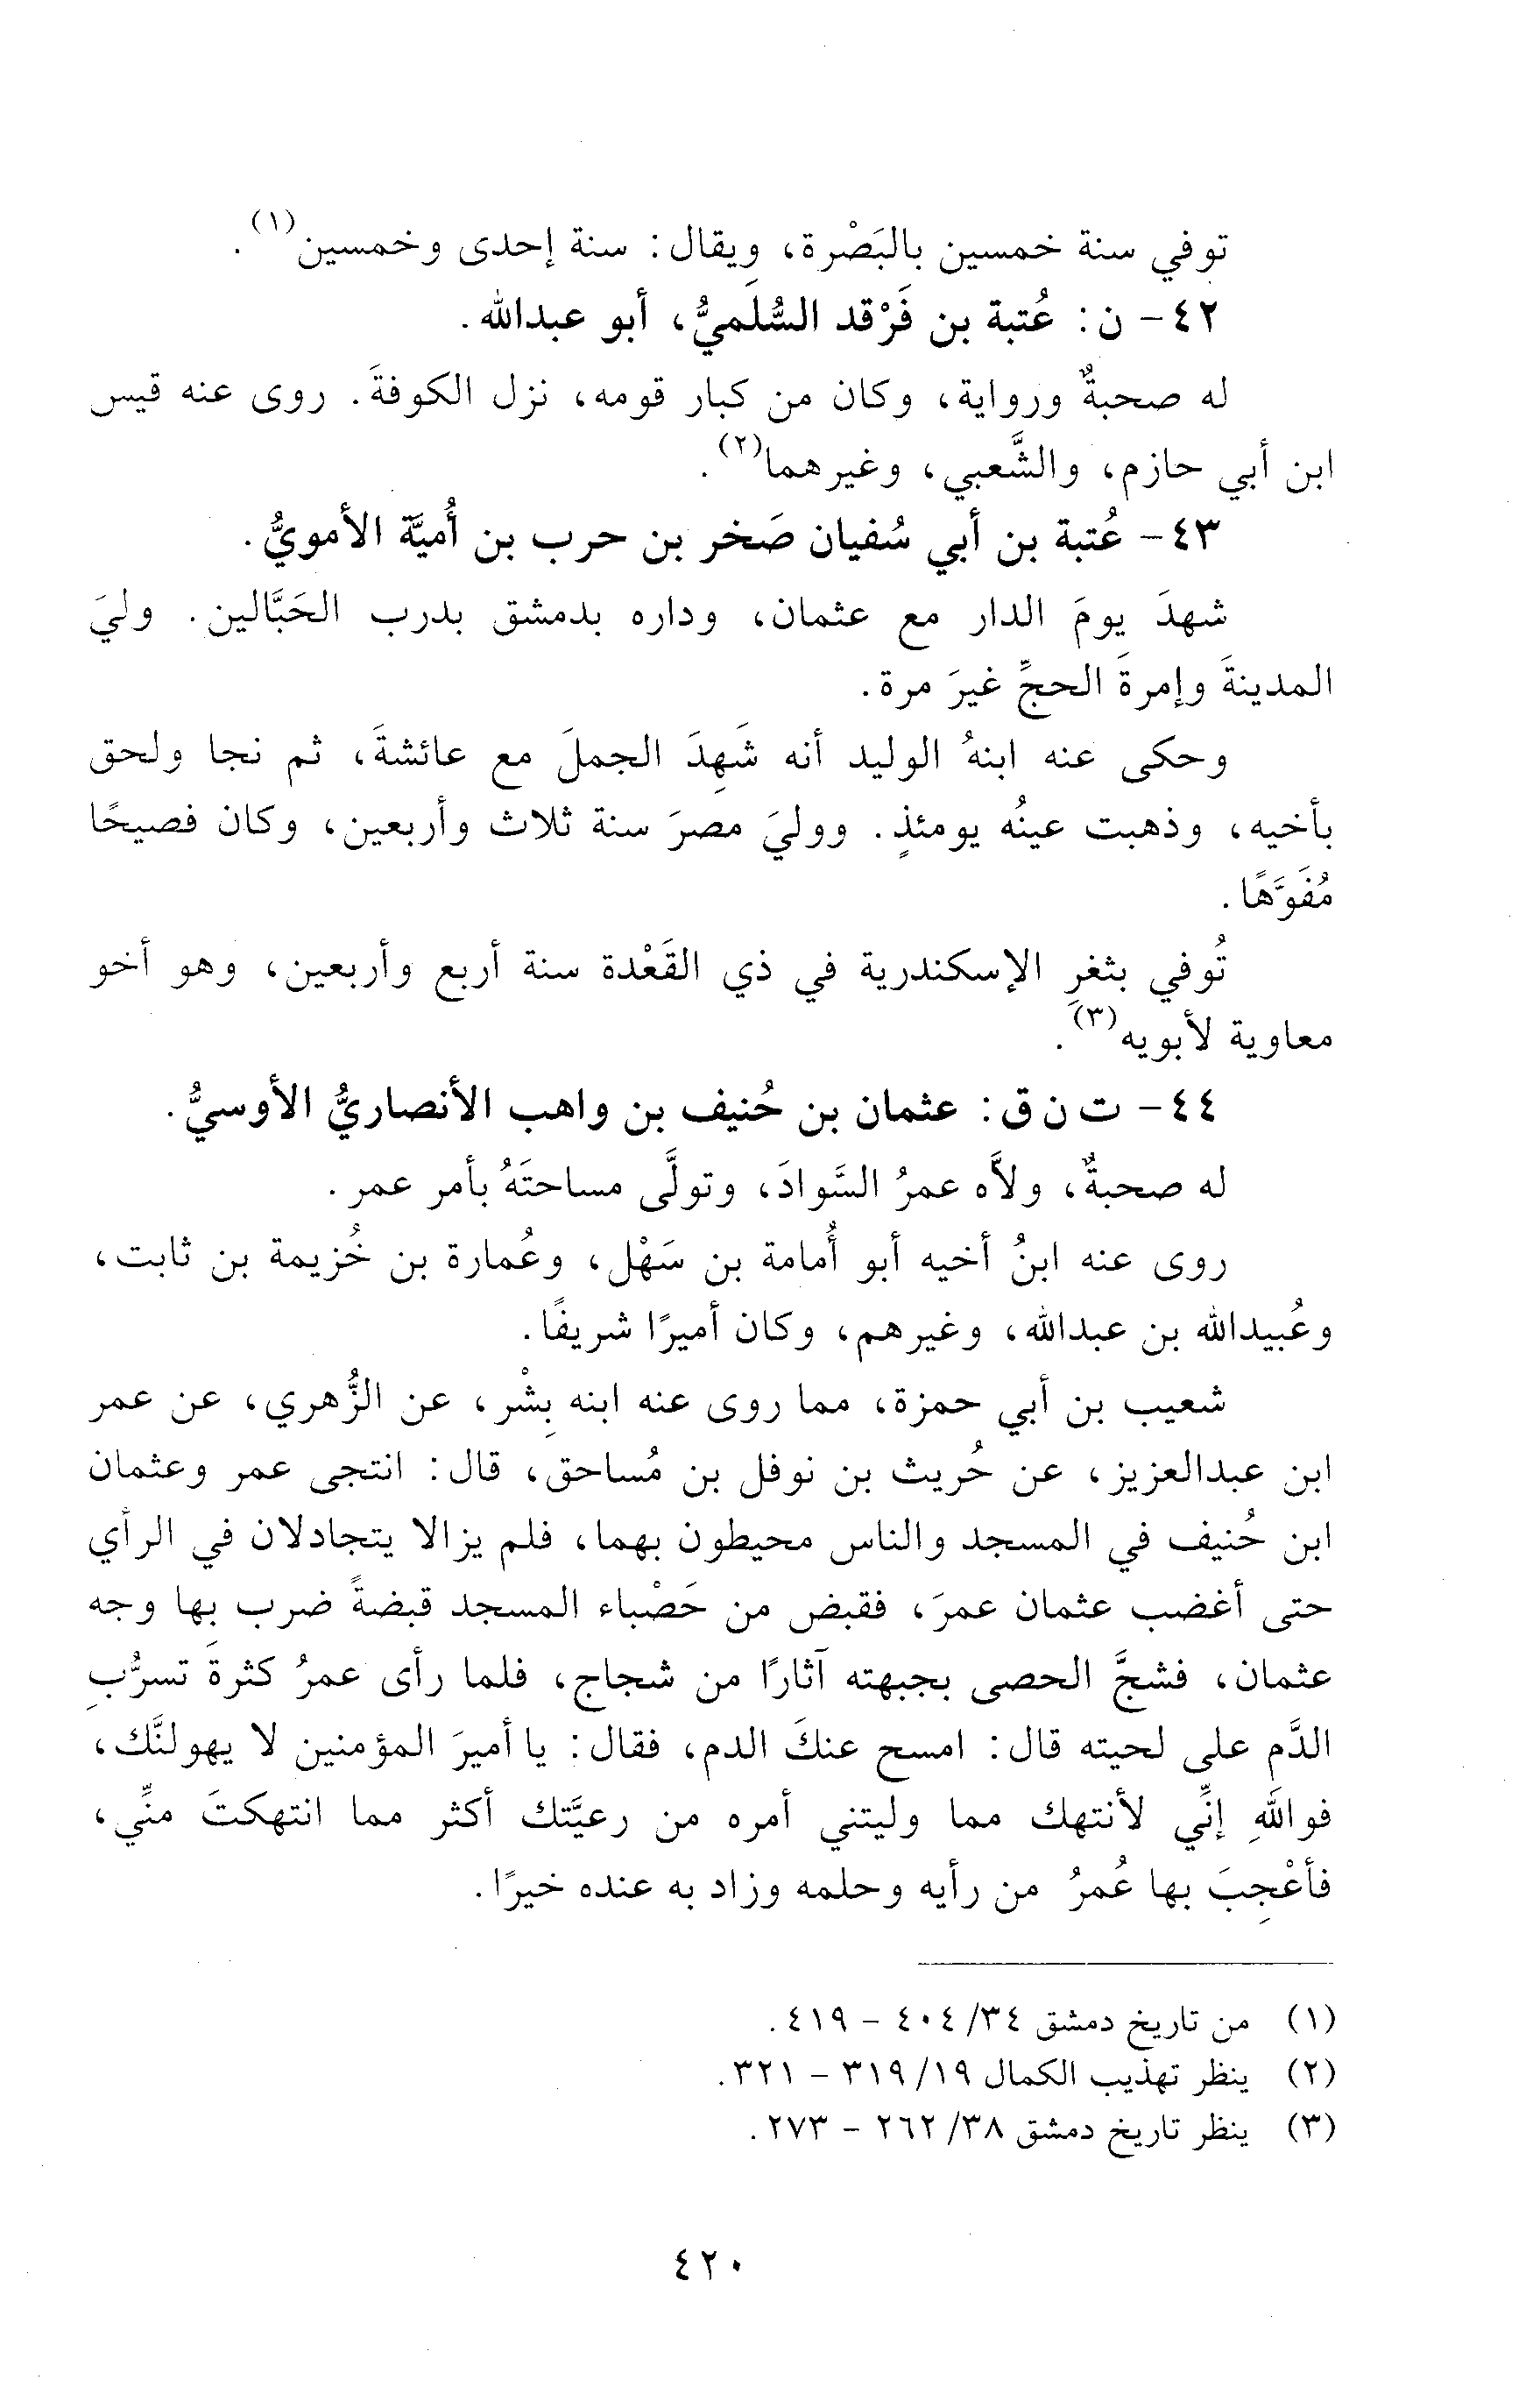 توفي سنة خمسين بالبَصْرة، ويقال: سنة إحدى وخمسين(١).
٤٢- ن: عُتبة بن فَرْقد السُّلَميُّ، أبو عبدالله.
له صحبةٌ ورواية، وكان من كبار قومه، نزل الكوفةَ. روى عنه قيس
ابن أبي حازم، والشَّعبي، وغيرهما(٢).
٤٣- عُتبة بن أبي سُفيان صَخر بن حرب بن أُميَّة الأمويُّ.
شهدَ يومَ الدار مع عثمان، وداره بدمشق بدرب الحَبَّالين. وليَ
المدينةَ وإمرةَ الحجِّ غيرَ مرة.
وحكى عنه ابنهُ الوليد أنه شَهِدَ الجملَ مع عائشةَ، ثم نجا ولحق
بأخيه، وذهبت عينُه يومئذٍ. ووليَ مصرَ سنة ثلاث وأربعين، وكان فصيحًا
مُفَوَّهًا.
تُوفي بثغرِ الإسكندرية في ذي القَعْدة سنة أربع وأربعين، وهو أخو
معاوية لأبويه(٣).
٤٤- ت ن ق: عثمان بن حُنيف بن واهب الأنصاريُّ الأوسيُّ.
له صحبةٌ، ولاَّه عمرُ السَّوادَ، وتولَّى مساحتَهُ بأمر عمر.
روى عنه ابنُ أخيه أبو أُمامة بن سَهْل، وعُمارة بن خُزيمة بن ثابت،
وعُبيدالله بن عبدالله، وغيرهم، وكان أميرًا شريفًا.
شعيب بن أبي حمزة، مما روى عنه ابنه بِشْر، عن الزُّهري، عن عمر
ابن عبدالعزيز، عن حُريث بن نوفل بن مُساحق، قال: انتجى عمر وعثمان
ابن حُنيف في المسجد والناس محيطون بهما، فلم يزالا يتجادلان في الرأي
حتى أغضب عثمان عمرَ، فقبض من حَصْباء المسجد قبضةً ضرب بها وجه
عثمان، فشجَّ الحصى بجبهته آثارًا من شجاج، فلما رأى عمرُ كثرةَ تسرُّبِ
الدَّم على لحيته قال: امسح عنكَ الدم، فقال: يا أميرَ المؤمنين لا يهولنَّك،
فواللهِ إنِّي لأنتهك مما وليتني أمره من رعيَّتك أكثر مما انتهكتَ منِّي،
فأعْجِبَ بها عُمرُ من رأيه وحلمه وزاد به عنده خيرًا.
(١) من تاريخ دمشق ٣٤/ ٤٠٤ - ٤١٩.
(٢) ينظر تهذيب الكمال ١٩/ ٣١٩ - ٣٢١.
(٣) ينظر تاريخ دمشق ٣٨/ ٢٦٢ - ٢٧٣.
٤٢٠